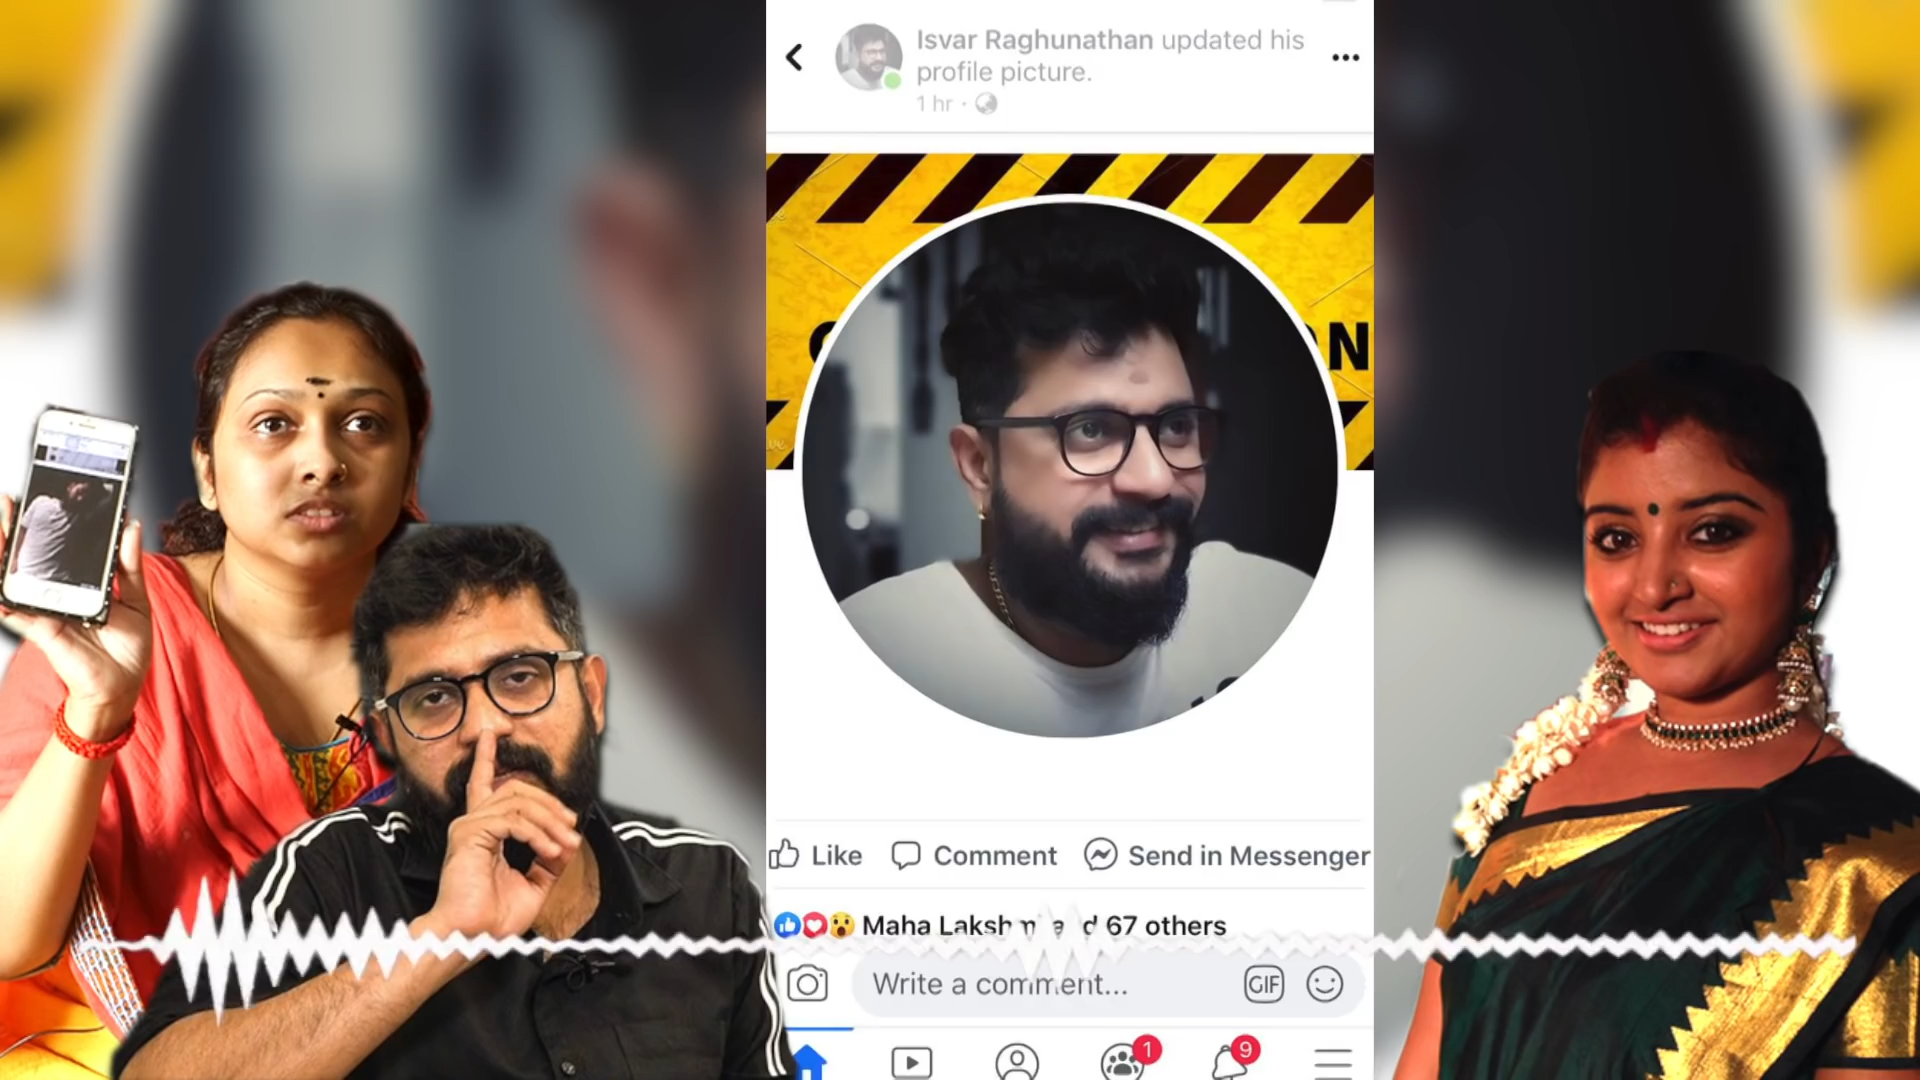 Isvar Raghunathan updated his
profile picture.
1 hr ·
Like Comment Send in Messenger
67 others
Write a comment...
GIF
1
9